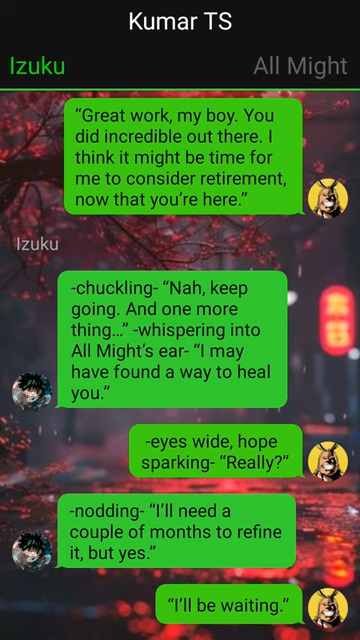 Kumar TS
Izuku
All Might
“Great work, my boy. You
did incredible out there. I
think it might be time for
me to consider retirement,
now that you’re here.”
Izuku
-chuckling- “Nah, keep
going. And one more
thing…” -whispering into
All Might’s ear- “I may
have found a way to heal
you.”
-eyes wide, hope
sparking- “Really?”
-nodding- “I’ll need a
couple of months to refine
it, but yes.”
“I’ll be waiting.”